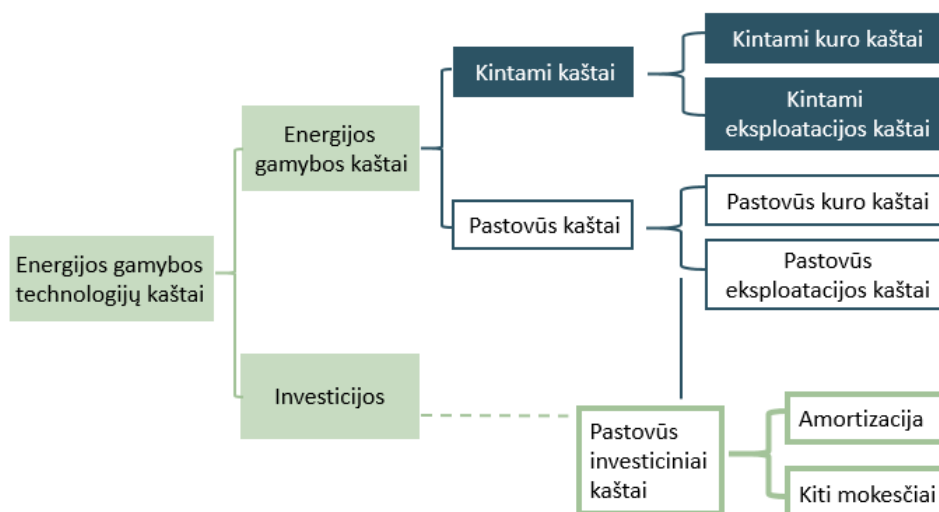 Energijos gamybos
technologijų kaštai
Energijos
gamybos kaštai
Investicijos
Kintami kaštai
Pastovūs kaštai
Kintami kuro kaštai
Kintami
eksploatacijos kaštai
Pastovūs kuro kaštai
Pastovūs
eksploatacijos kaštai
Pastovūs
investiciniai
kaštai
Amortizacija
Kiti mokesčiai